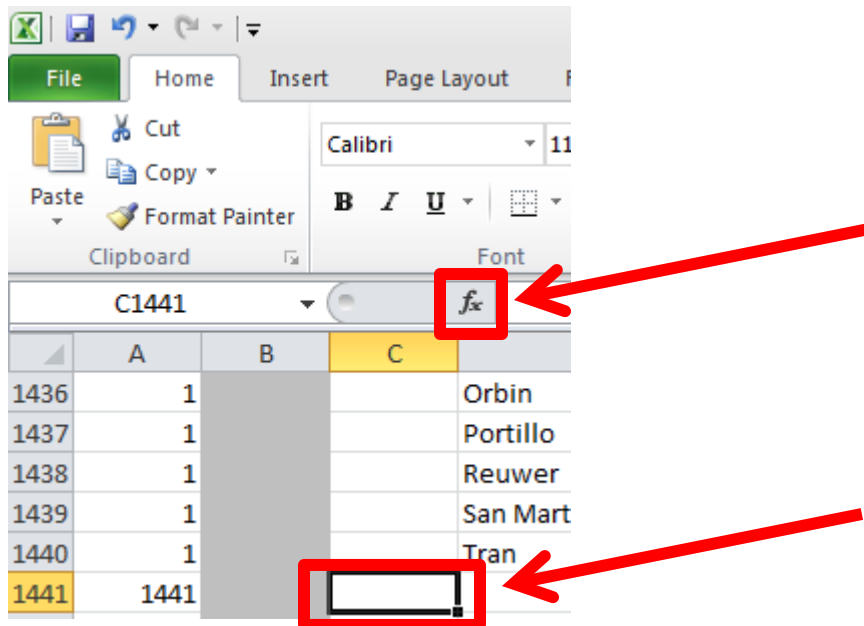 File Home Insert Page Layout
Cut
Calibri 11
Copy
Paste
B I U
Format Painter
Clipboard Font
C1441 fx
A B C
1436 1 Orbin
1437 1 Portillo
1438 1 Reuwer
1439 1 San Mart
1440 1 Tran
1441 1441